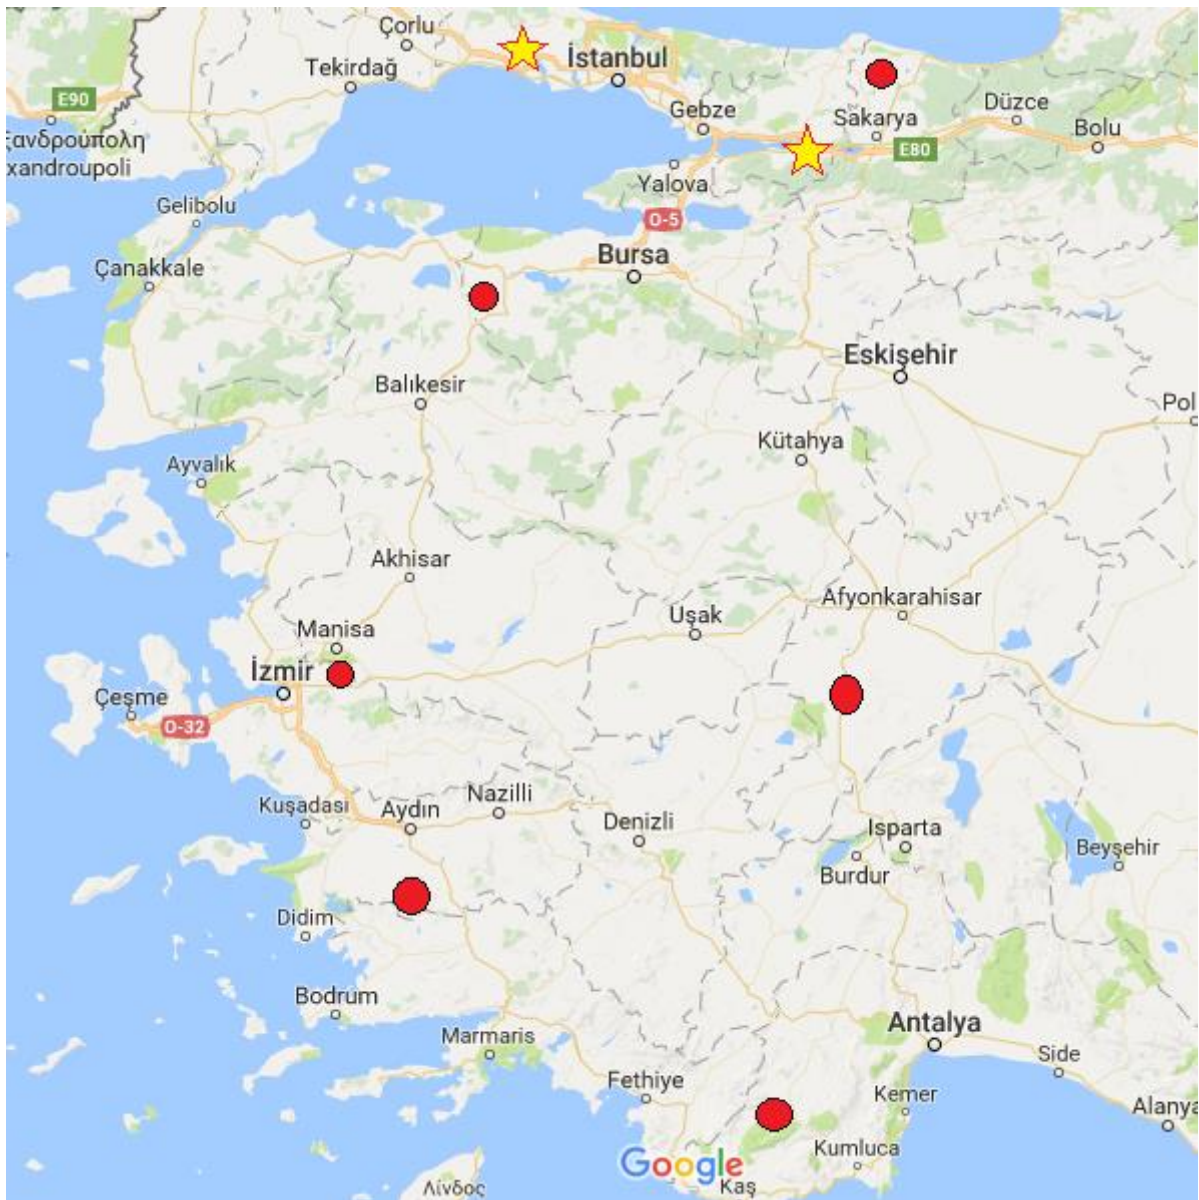 Çorlu
İstanbul
Tekirdağ
E90
Gebze
Düzce
Sakarya
Bolu
ξανδρούπολη
xandroupoli
E80
Yalova
Gelibolu
O-5
Bursa
Çanakkale
Eskişehir
Balıkesir
Pol
Kütahya
Ayvalık
Akhisar
Afyonkarahisar
Uşak
Manisa
İzmir
Çeşme
O-32
Nazilli
Kuşadası
Aydın
Denizli
Isparta
Beyşehir
Burdur
Didim
Bodrum
Antalya
Marmaris
Side
Fethiye
Kemer
Alanya
Kumluca
Google
Kaş
Λίνδος